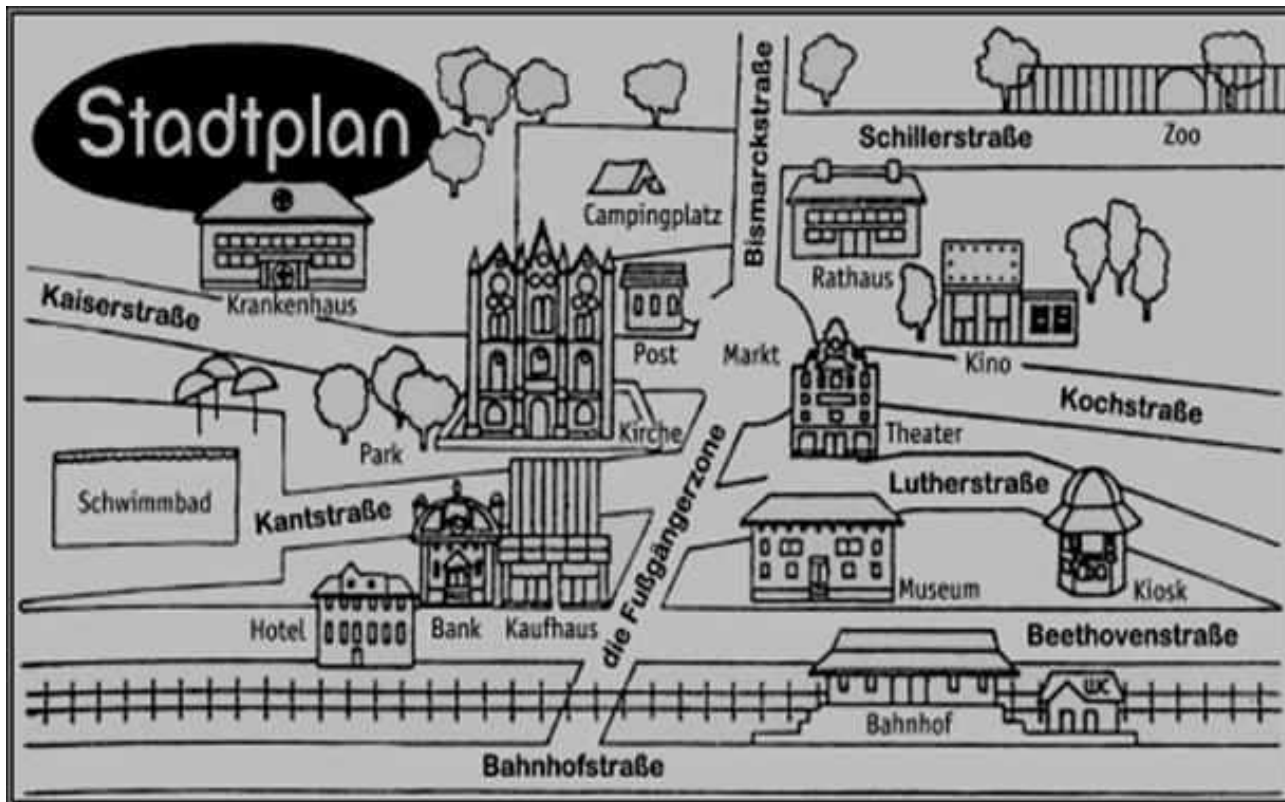 Stadtplan
Bismarckstraße
Schillerstraße
Zoo
Campingplatz
Rathaus
Krankenhaus
Kaiserstraße
Post
Markt
Kino
Kochstraße
Kirche
Theater
Park
Schwimmbad
Kantstraße
Lutherstraße
die Fußgängerzone
Museum
Kiosk
Hotel
Bank
Kaufhaus
Beethovenstraße
WC
Bahnhof
Bahnhofstraße